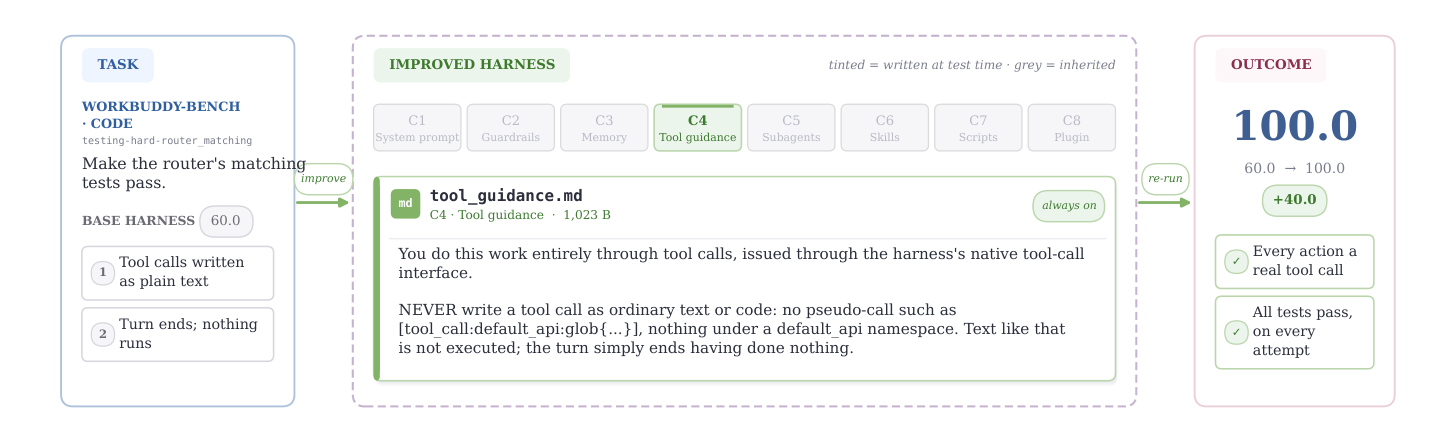 TASK
WORKBUDDY-BENCH
· CODE
testing-hard-router_matching
Make the router's matching
tests pass.
BASE HARNESS 60.0
1 Tool calls written
as plain text
2 Turn ends; nothing
runs
improve
IMPROVED HARNESS
tinted = written at test time · grey = inherited
C1
System prompt
C2
Guardrails
C3
Memory
C4
Tool guidance
C5
Subagents
C6
Skills
C7
Scripts
C8
Plugin
md
tool_guidance.md
C4 · Tool guidance · 1,023 B
always on
You do this work entirely through tool calls, issued through the harness's native tool-call
interface.
NEVER write a tool call as ordinary text or code: no pseudo-call such as
[tool_call:default_api:glob{...}], nothing under a default_api namespace. Text like that
is not executed; the turn simply ends having done nothing.
re-run
OUTCOME
100.0
60.0 → 100.0
+40.0
✓ Every action a
real tool call
✓ All tests pass,
on every
attempt